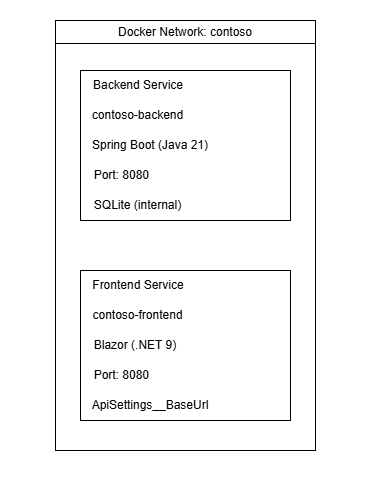 Docker Network: contoso
Backend Service
contoso-backend
Spring Boot (Java 21)
Port: 8080
SQLite (internal)
Frontend Service
contoso-frontend
Blazor (.NET 9)
Port: 8080
ApiSettings__BaseUrl